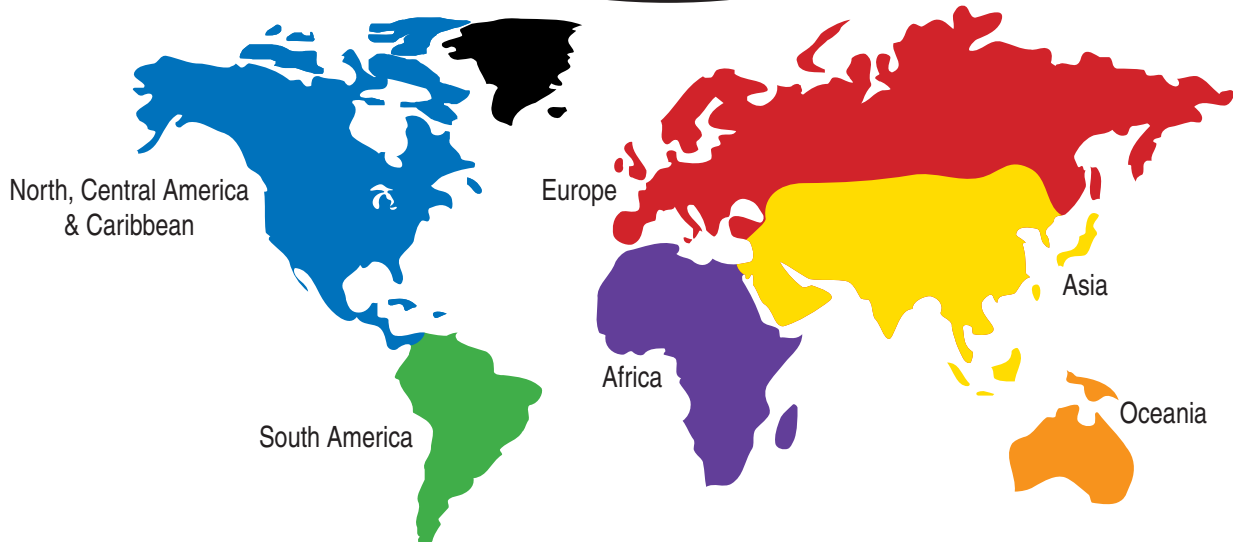 North, Central America
& Caribbean
Europe
Asia
Africa
Oceania
South America